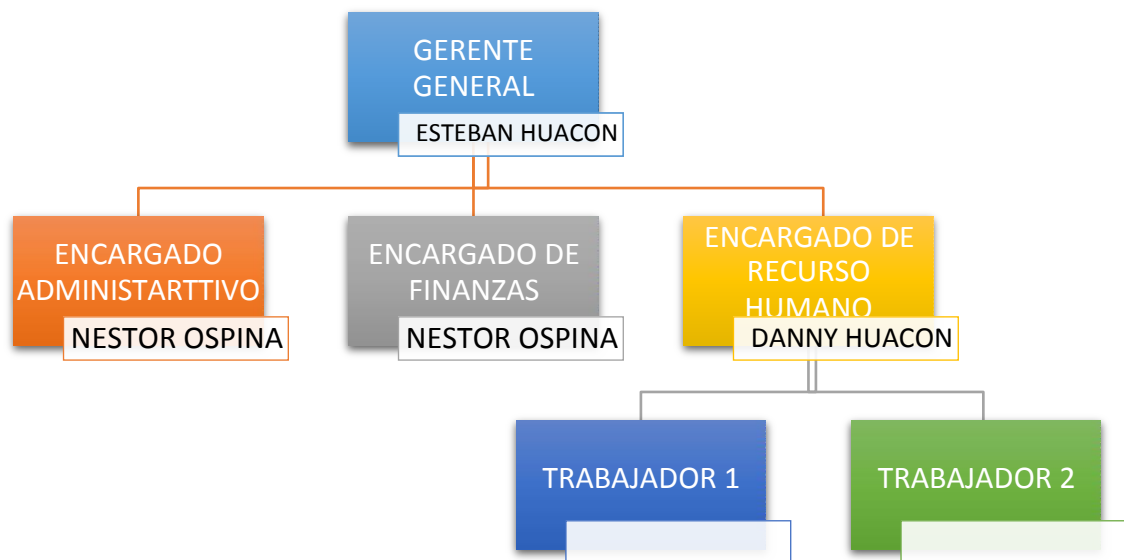 GERENTE
GENERAL
ESTEBAN HUACON
ENCARGADO
ADMINISTARTTIVO
NESTOR OSPINA
ENCARGADO DE
FINANZAS
NESTOR OSPINA
ENCARGADO DE
RECURSO
HUMANO
DANNY HUACON
TRABAJADOR 1
TRABAJADOR 2